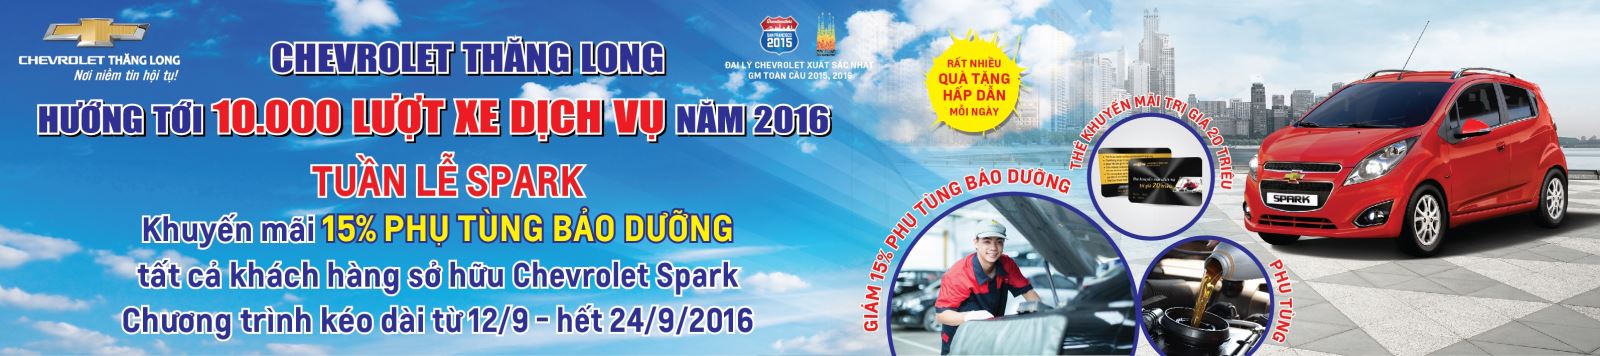 CHEVROLET THĂNG LONG
Nơi niềm tin hội tụ!
CHEVROLET THĂNG LONG
HƯỚNG TỚI 10.000 LƯỢT XE DỊCH VỤ NĂM 2016
TUẦN LỄ SPARK
Khuyến mãi 15% PHỤ TÙNG BẢO DƯỠNG
tất cả khách hàng sở hữu Chevrolet Spark
Chương trình kéo dài từ 12/9 - hết 24/9/2016
SAN FRANCISCO
2015
ĐẠI LÝ CHEVROLET XUẤT SẮC NHẤT
GM TOÀN CẦU 2015, 2016
RẤT NHIỀU
QUÀ TẶNG
HẤP DẪN
MỖI NGÀY
GIẢM 15% PHỤ TÙNG BẢO DƯỠNG
THẺ KHUYẾN MÃI TRỊ GIÁ 20 TRIỆU
PHỤ TÙNG
SPARK